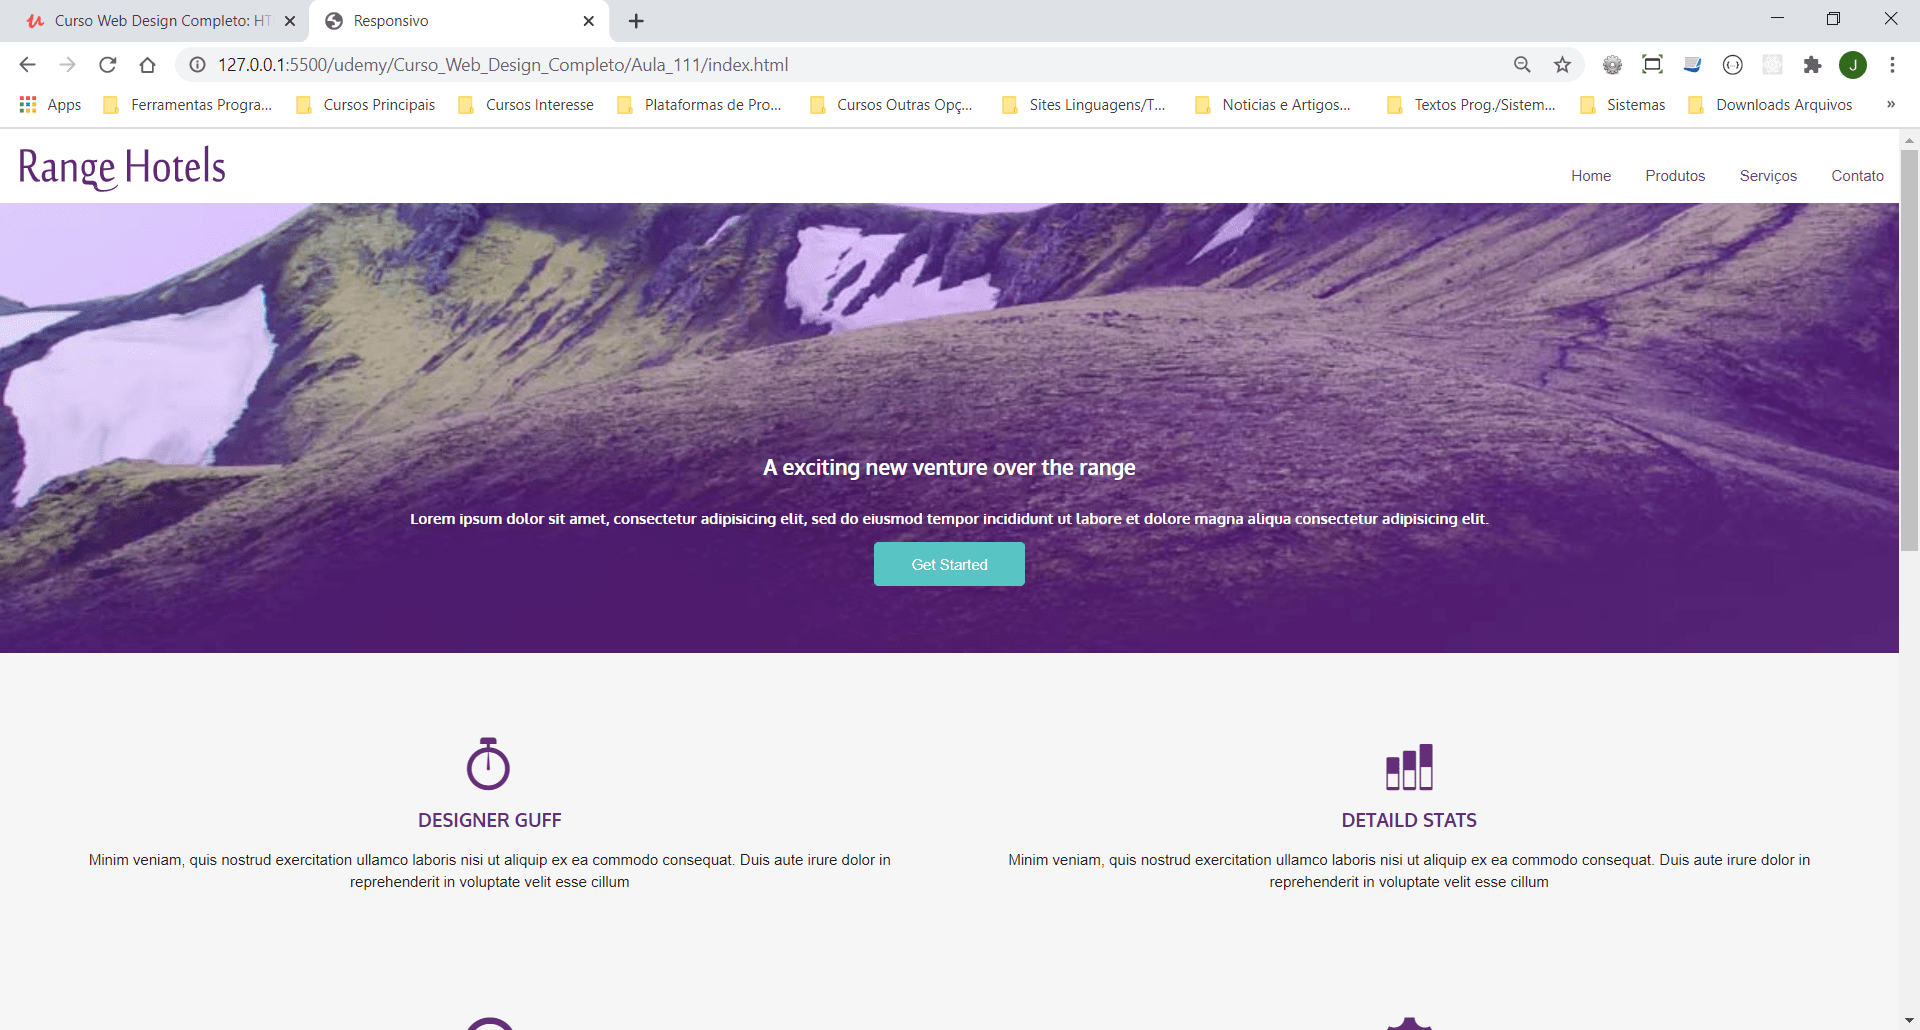 Curso Web Design Completo: HT
Responsivo
127.0.0.1:5500/udemy/Curso_Web_Design_Completo/Aula_111/index.html
J
Apps
Ferramentas Progra...
Cursos Principais
Cursos Interesse
Plataformas de Pro...
Cursos Outras Opç...
Sites Linguagens/T...
Noticias e Artigos...
Textos Prog./Sistem...
Sistemas
Downloads Arquivos
»
Range Hotels
Home
Produtos
Serviços
Contato
A exciting new venture over the range
Lorem ipsum dolor sit amet, consectetur adipisicing elit, sed do eiusmod tempor incididunt ut labore et dolore magna aliqua consectetur adipisicing elit.
Get Started
DESIGNER GUFF
Minim veniam, quis nostrud exercitation ullamco laboris nisi ut aliquip ex ea commodo consequat. Duis aute irure dolor in
reprehenderit in voluptate velit esse cillum
DETAILD STATS
Minim veniam, quis nostrud exercitation ullamco laboris nisi ut aliquip ex ea commodo consequat. Duis aute irure dolor in
reprehenderit in voluptate velit esse cillum